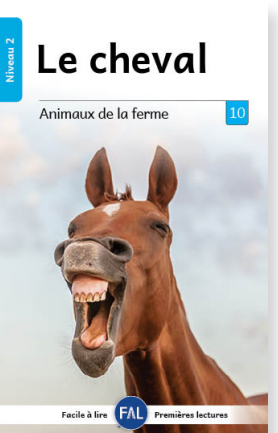 Niveau 2
Le cheval
Animaux de la ferme 10
Facile à lire FAL Premières lectures